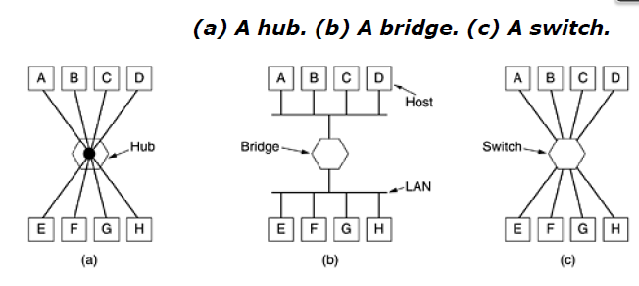 (a) A hub. (b) A bridge. (c) A switch.
A B C D
A B C D
A B C D
Host
Hub
Bridge
Switch
LAN
E F G H
E F G H
E F G H
(a)
(b)
(c)